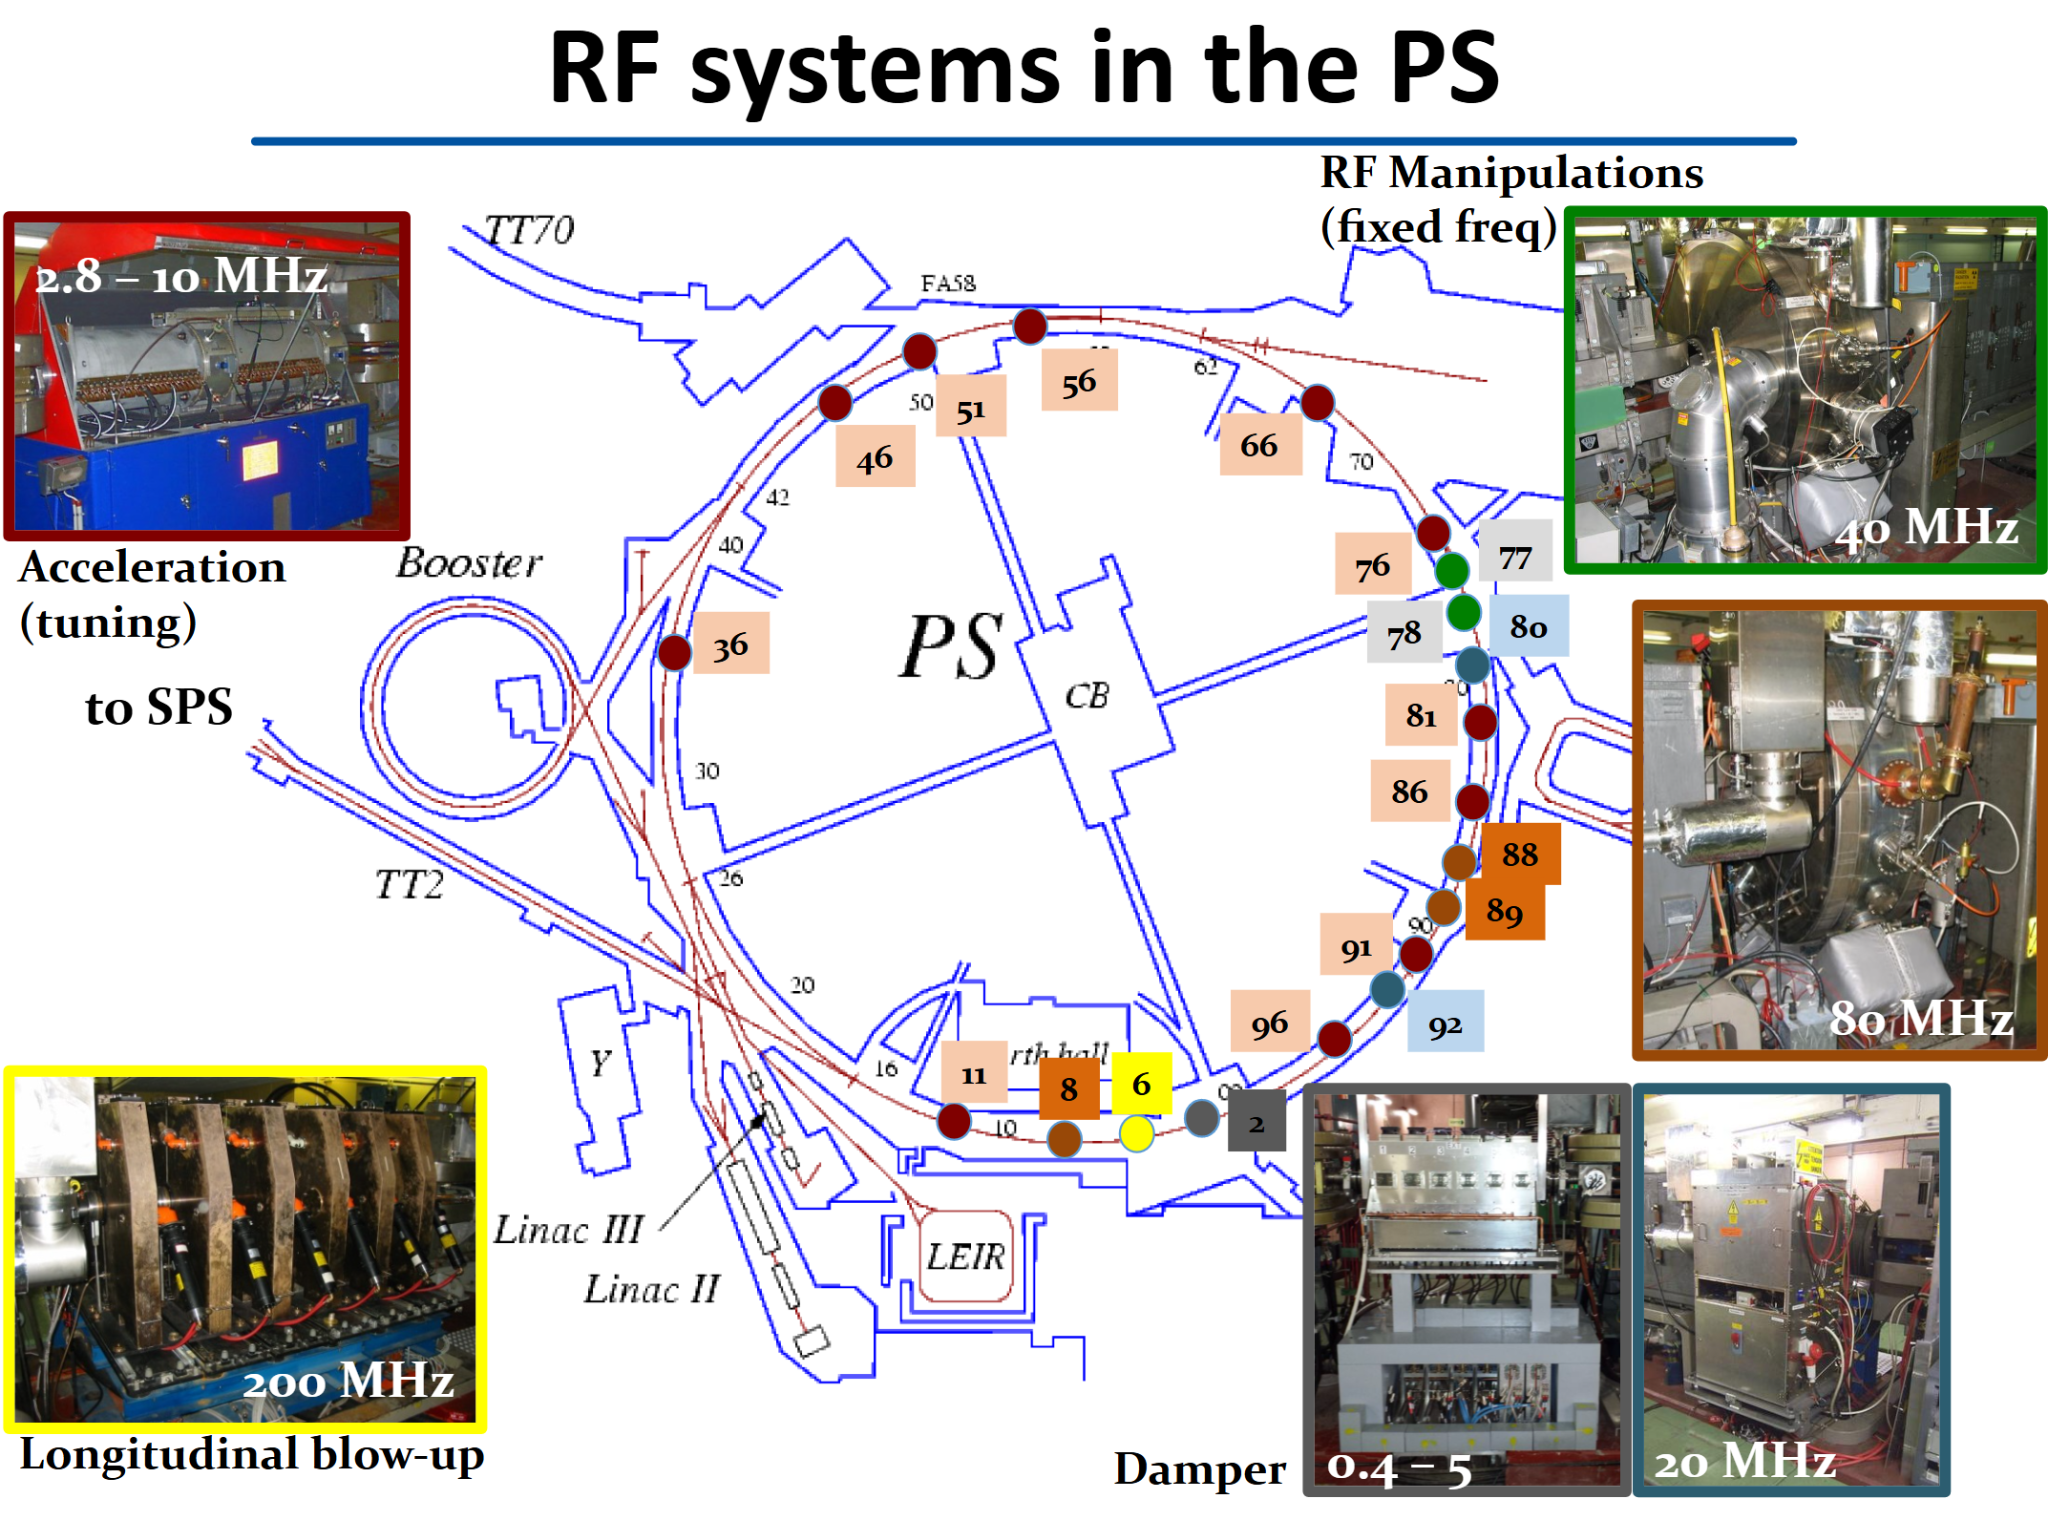 RF systems in the PS
RF Manipulations
(fixed freq)
2.8 – 10 MHz
Acceleration
(tuning)
to SPS
TT70
FA58
56
51
50
46
62
66
70
42
40
Booster
36
PS
CB
76
77
78
80
81
86
88
89
90
91
92
96
40 MHz
80 MHz
30
26
TT2
20
16
Y
11
rth hall
8
6
2
10
Linac III
Linac II
LEIR
200 MHz
Longitudinal blow-up
Damper
0.4 – 5
20 MHz